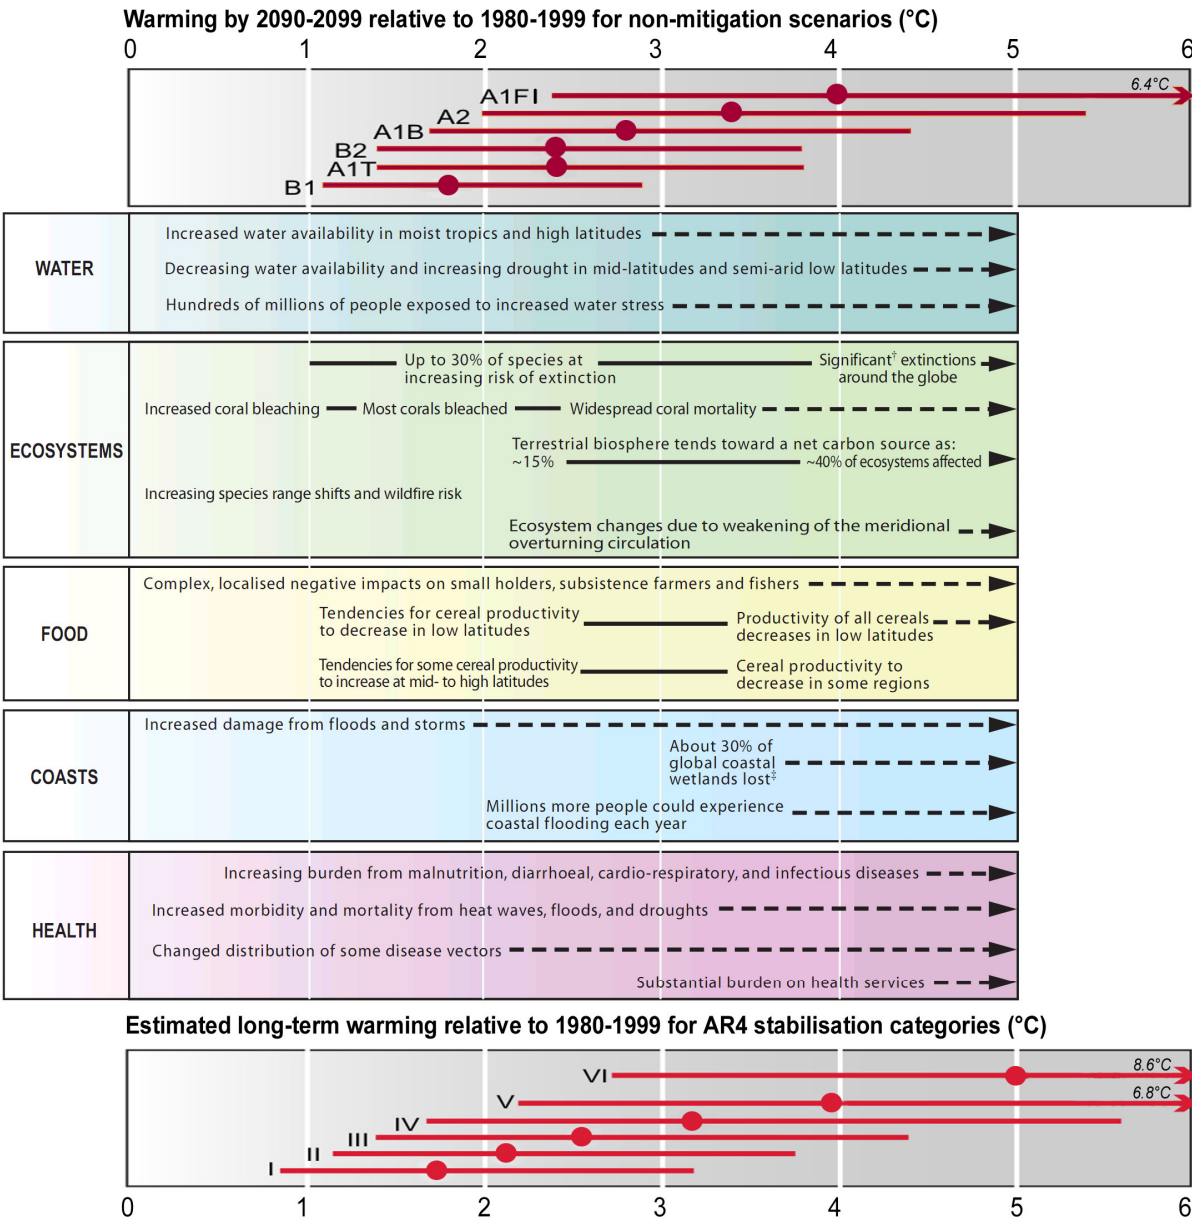 Warming by 2090-2099 relative to 1980-1999 for non-mitigation scenarios (°C)
0 1 2 3 4 5 6
6.4°C
A1FI
A2
A1B
B2
A1T
B1
WATER
Increased water availability in moist tropics and high latitudes
Decreasing water availability and increasing drought in mid-latitudes and semi-arid low latitudes
Hundreds of millions of people exposed to increased water stress
ECOSYSTEMS
Up to 30% of species at
increasing risk of extinction
Significant† extinctions
around the globe
Increased coral bleaching Most corals bleached Widespread coral mortality
Terrestrial biosphere tends toward a net carbon source as:
~15% ~40% of ecosystems affected
Increasing species range shifts and wildfire risk
Ecosystem changes due to weakening of the meridional
overturning circulation
FOOD
Complex, localised negative impacts on small holders, subsistence farmers and fishers
Tendencies for cereal productivity
to decrease in low latitudes
Productivity of all cereals
decreases in low latitudes
Tendencies for some cereal productivity
to increase at mid- to high latitudes
Cereal productivity to
decrease in some regions
COASTS
Increased damage from floods and storms
About 30% of
global coastal
wetlands lost‡
Millions more people could experience
coastal flooding each year
HEALTH
Increasing burden from malnutrition, diarrhoeal, cardio-respiratory, and infectious diseases
Increased morbidity and mortality from heat waves, floods, and droughts
Changed distribution of some disease vectors
Substantial burden on health services
Estimated long-term warming relative to 1980-1999 for AR4 stabilisation categories (°C)
8.6°C
VI
6.8°C
V
IV
III
II
I
0 1 2 3 4 5 6